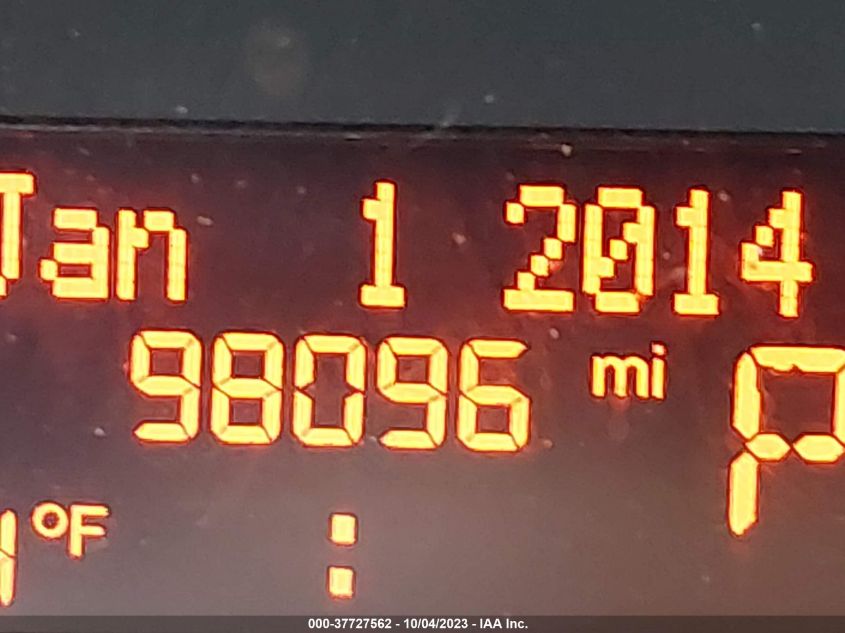 Jan 1 2014
98096 mi P
°F :
000-37727562 - 10/04/2023 - IAA Inc.